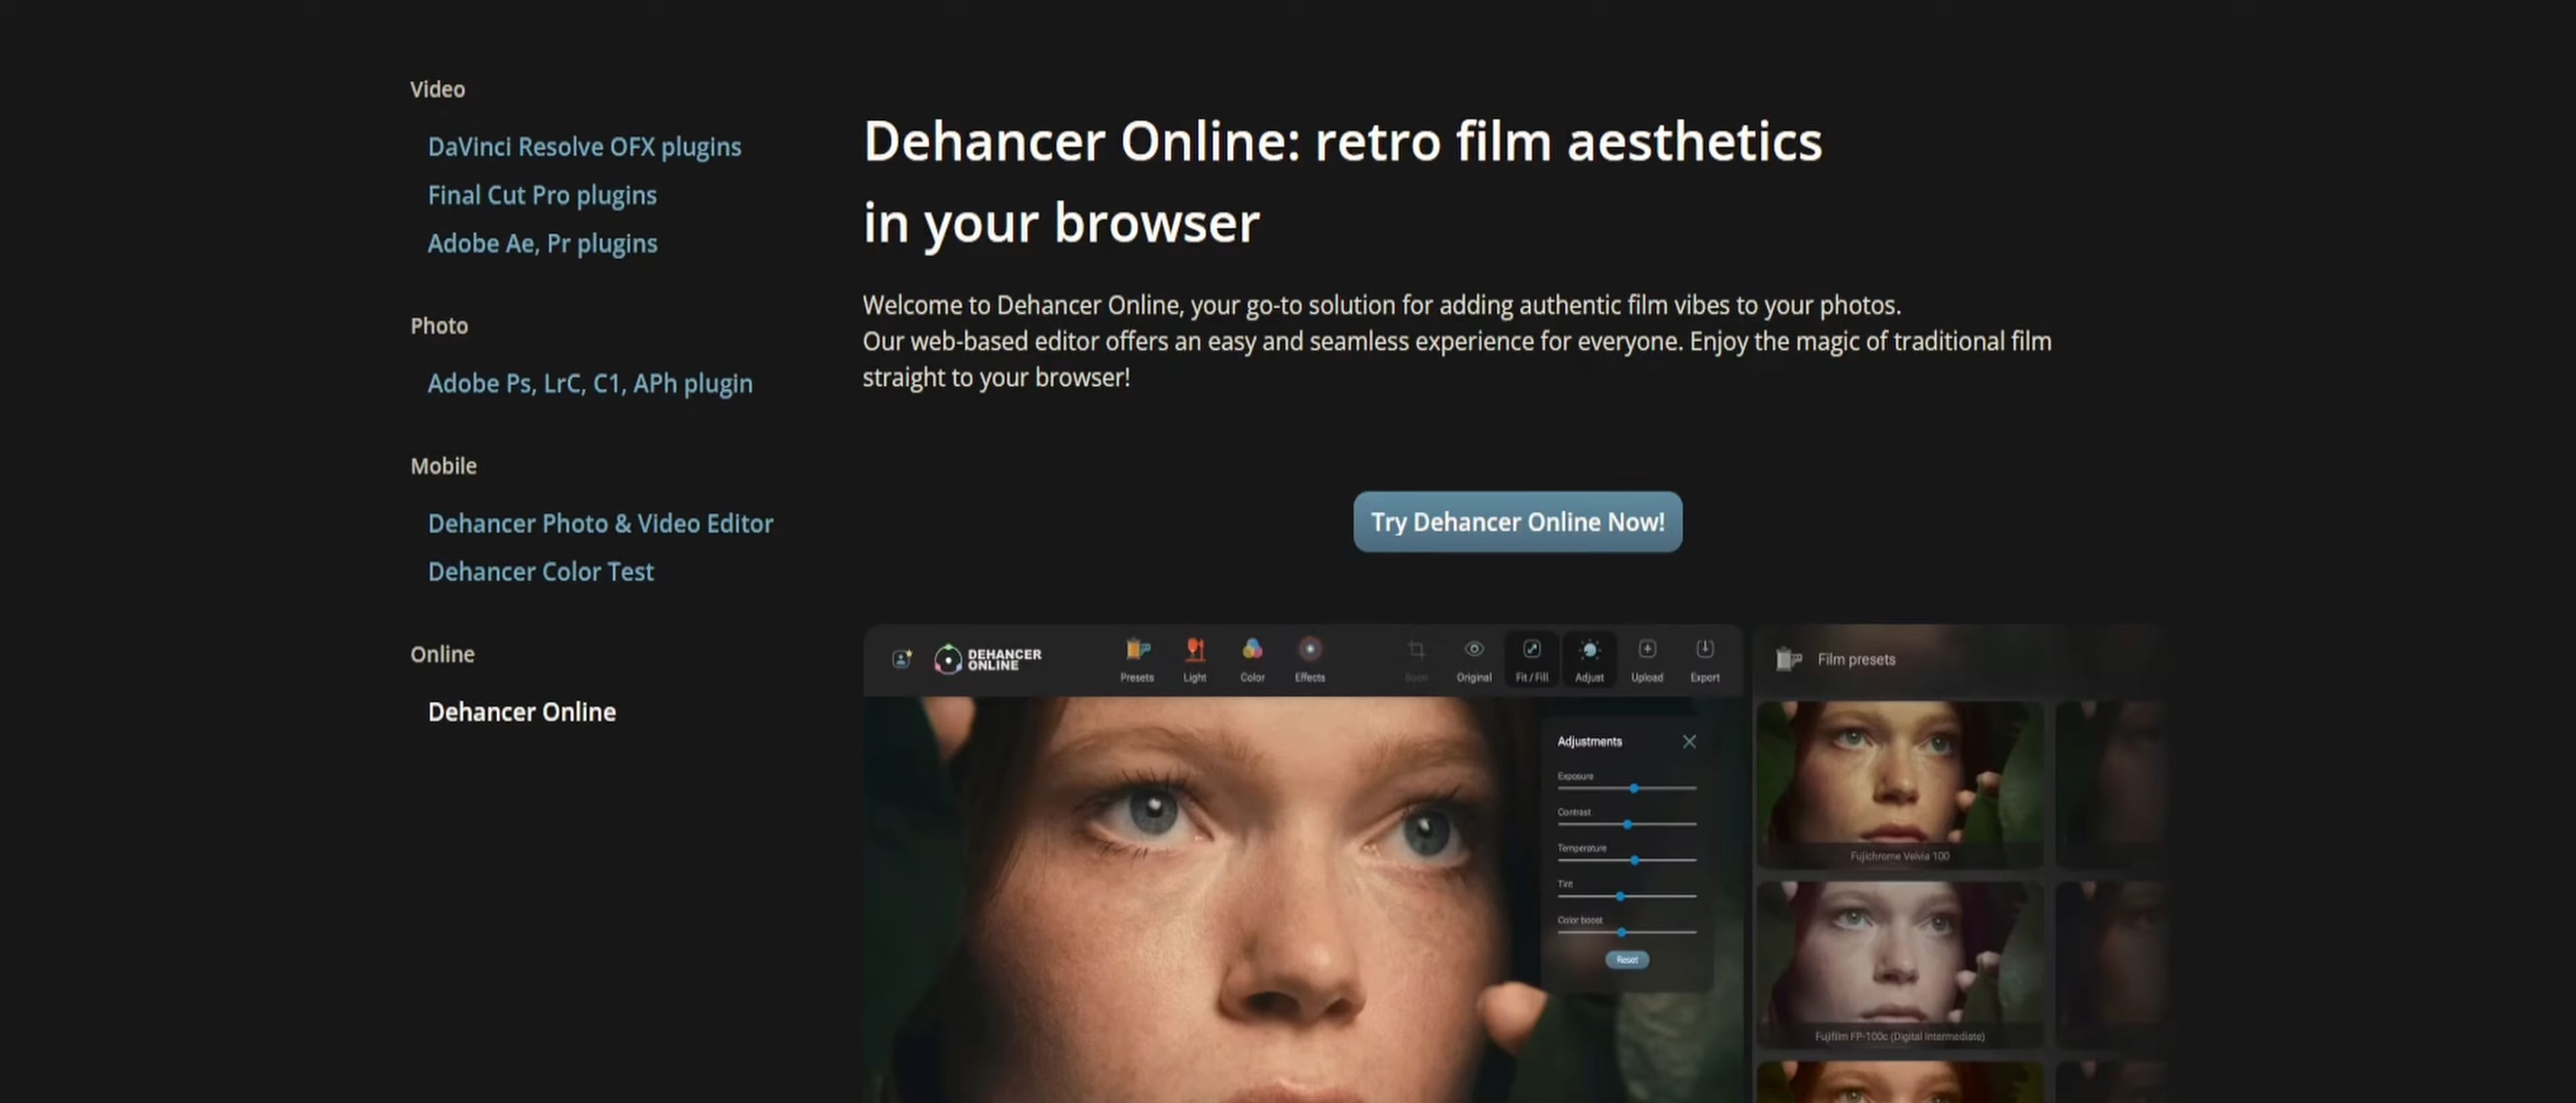 Video
DaVinci Resolve OFX plugins
Final Cut Pro plugins
Adobe Ae, Pr plugins
Photo
Adobe Ps, LrC, C1, APh plugin
Mobile
Dehancer Photo & Video Editor
Dehancer Color Test
Online
Dehancer Online
Dehancer Online: retro film aesthetics
in your browser
Welcome to Dehancer Online, your go-to solution for adding authentic film vibes to your photos.
Our web-based editor offers an easy and seamless experience for everyone. Enjoy the magic of traditional film
straight to your browser!
Try Dehancer Online Now!
DEHANCER
ONLINE
Presets
Light
Color
Effects
Original
Fit / Fill
Adjust
Upload
Export
Adjustments
Exposure
Contrast
Temperature
Tint
Color boost
Reset
Film presets
Fujichrome Velvia 100
Fujifilm FP-100c (Digital Intermediate)